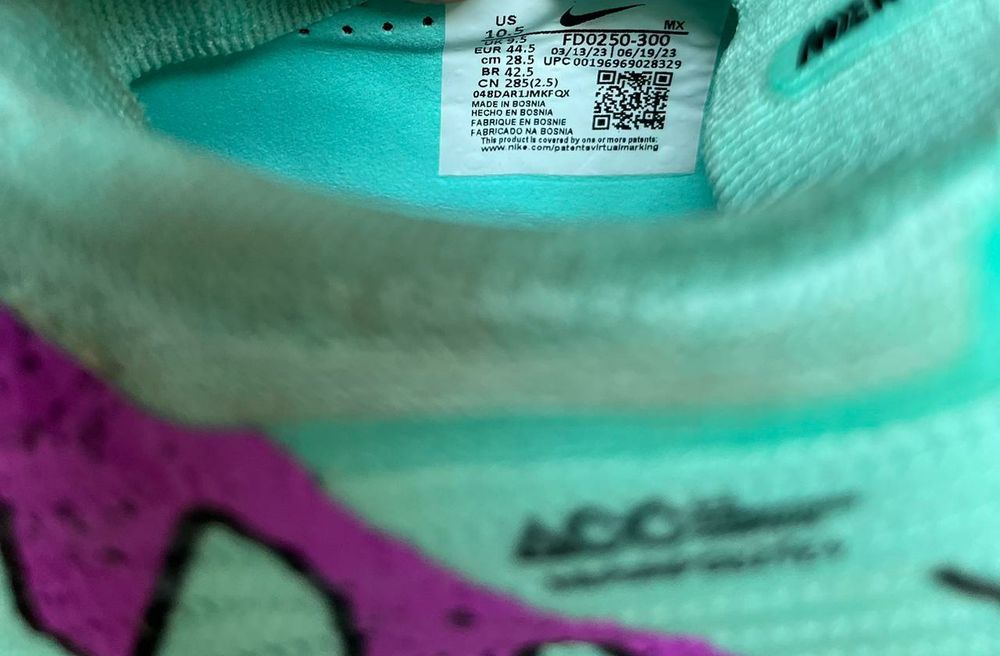 US
10.5
UK 9.5
EUR 44.5
cm 28.5
BR 42.5
CN 285(2.5)
048DAR1JMKFQX
MADE IN BOSNIA
HECHO EN BOSNIA
FABRIQUE EN BOSNIE
FABRICADO NA BOSNIA
MX
FD0250-300
03/13/23 | 06/19/23
UPC 00196969028329
This product is covered by one or more patents:
www.nike.com/patentsvirtualmarking